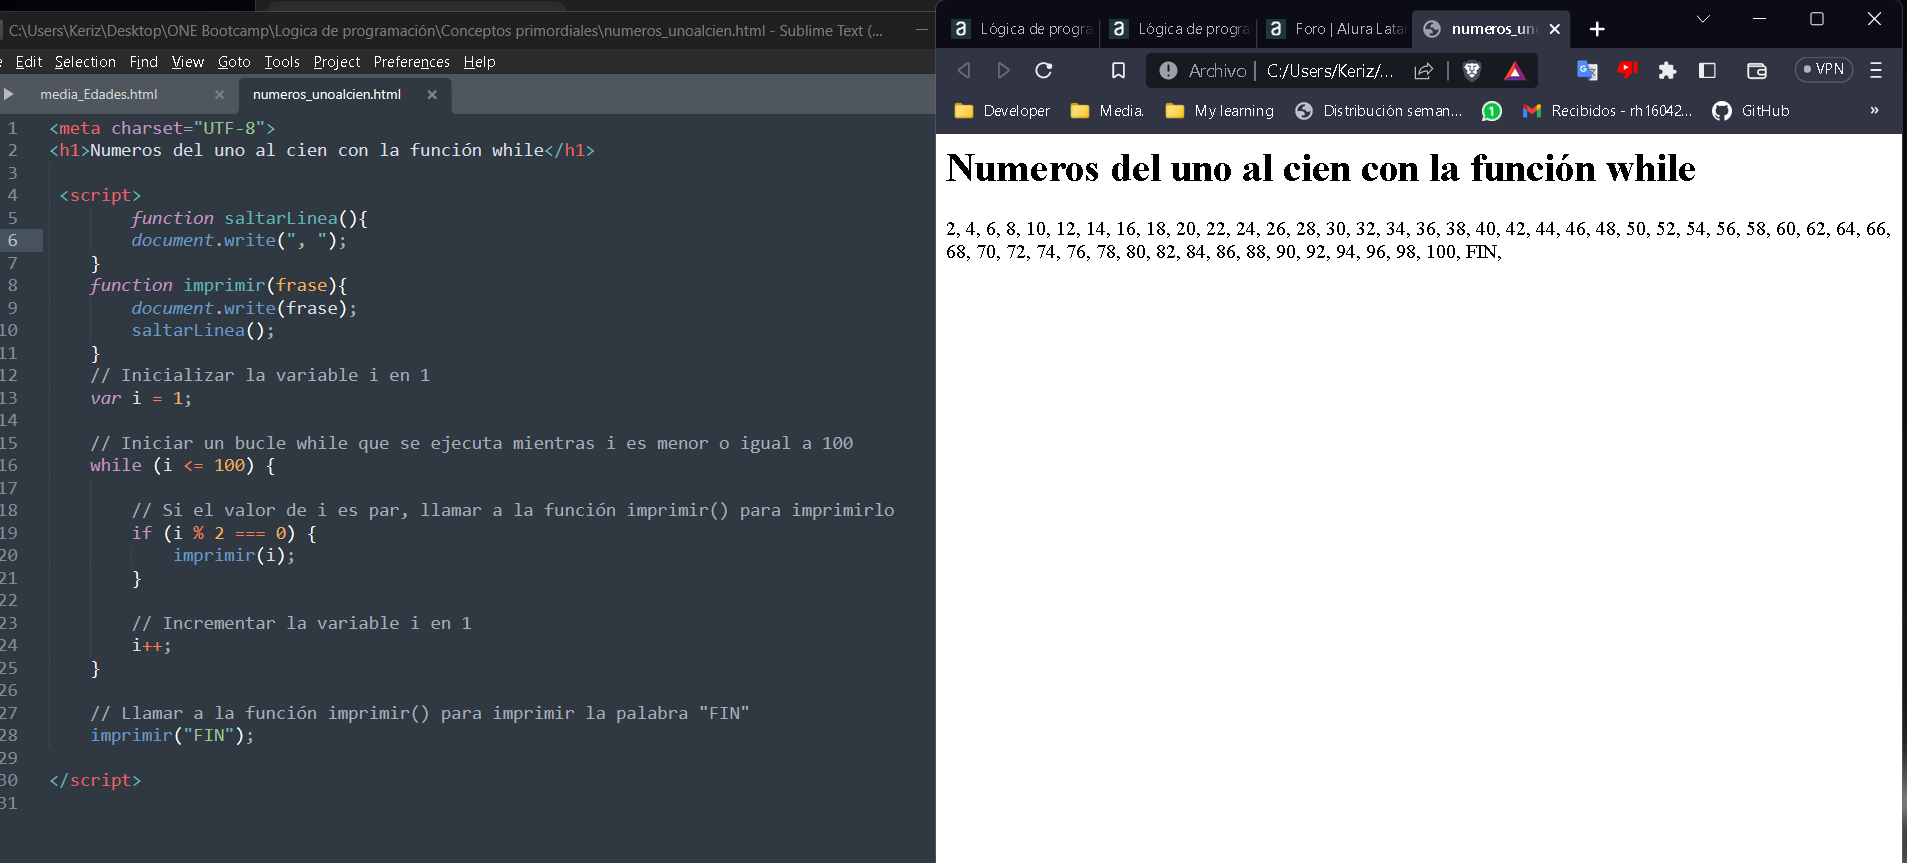 C:\Users\Keriz\Desktop\ONE Bootcamp\Logica de programación\Conceptos primordiales\numeros_unoalcien.html - Sublime Text (...
Edit Selection Find View Goto Tools Project Preferences Help
media_Edades.html numeros_unoalcien.html
1 <meta charset="UTF-8">
2 <h1>Numeros del uno al cien con la función while</h1>
3
4 <script>
5 function saltarLinea(){
6 document.write(", ");
7 }
8 function imprimir(frase){
9 document.write(frase);
10 saltarLinea();
11 }
12 // Inicializar la variable i en 1
13 var i = 1;
14
15 // Iniciar un bucle while que se ejecuta mientras i es menor o igual a 100
16 while (i <= 100) {
17
18 // Si el valor de i es par, llamar a la función imprimir() para imprimirlo
19 if (i % 2 === 0) {
20 imprimir(i);
21 }
22
23 // Incrementar la variable i en 1
24 i++;
25 }
26
27 // Llamar a la función imprimir() para imprimir la palabra "FIN"
28 imprimir("FIN");
29
30 </script>
31
Lógica de progra Lógica de progra Foro | Alura Lata numeros_un
Archivo C:/Users/Keriz/... VPN
Developer Media. My learning Distribución seman... 1 Recibidos - rh16042... GitHub »
Numeros del uno al cien con la función while
2, 4, 6, 8, 10, 12, 14, 16, 18, 20, 22, 24, 26, 28, 30, 32, 34, 36, 38, 40, 42, 44, 46, 48, 50, 52, 54, 56, 58, 60, 62, 64, 66,
68, 70, 72, 74, 76, 78, 80, 82, 84, 86, 88, 90, 92, 94, 96, 98, 100, FIN,